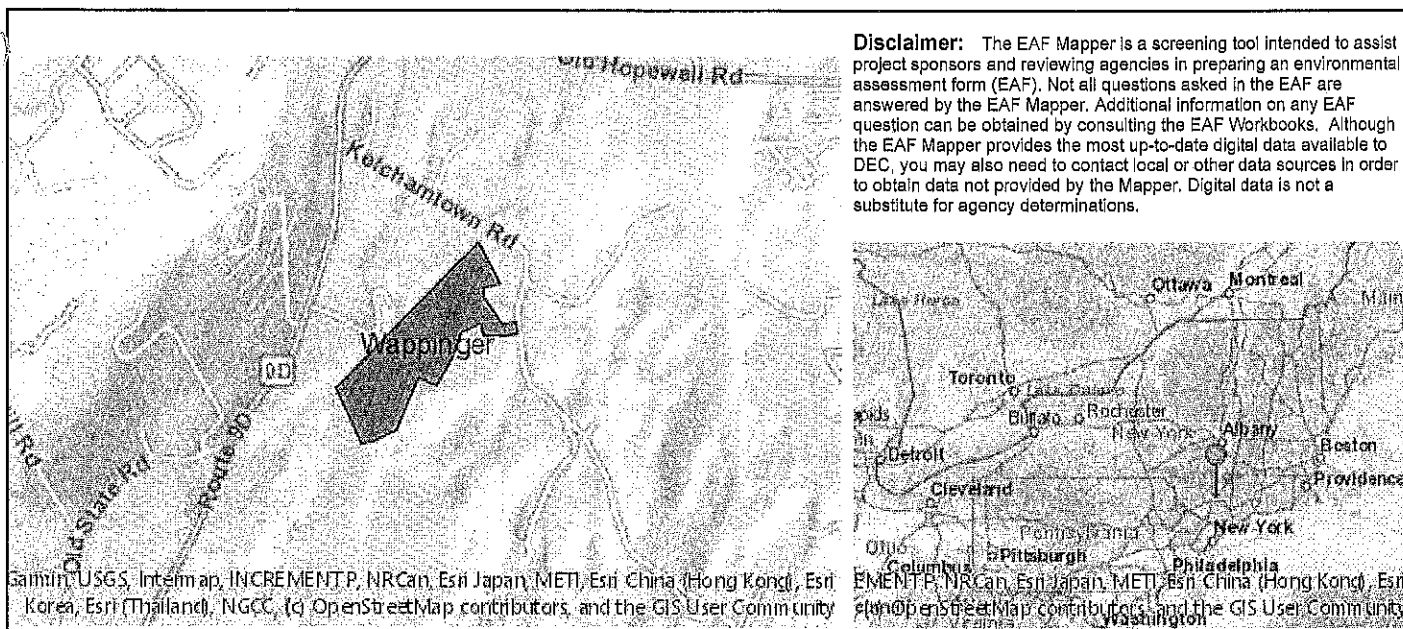 Disclaimer: The EAF Mapper is a screening tool intended to assist
project sponsors and reviewing agencies in preparing an environmental
assessment form (EAF). Not all questions asked in the EAF are
answered by the EAF Mapper. Additional information on any EAF
question can be obtained by consulting the EAF Workbooks. Although
the EAF Mapper provides the most up-to-date digital data available to
DEC, you may also need to contact local or other data sources in order
to obtain data not provided by the Mapper. Digital data is not a
substitute for agency determinations.
Old Hopewell Rd
Ketchamtown Rd
Wappinger
9D
Route 9D
Old State Rd
Rd
Garmin, USGS, Intermap, INCREMENT P, NRCan, Esri Japan, METI, Esri China (Hong Kong), Esri
Korea, Esri (Thailand), NGCC, (c) OpenStreetMap contributors, and the GIS User Community
Ottawa
Montreal
Lake Huron
Toronto
Buffalo
Rochester
New York
Albany
Boston
Detroit
Providence
Cleveland
Pennsylvania
New York
Ohio
Pittsburgh
Columbus
Philadelphia
EMENT P, NRCan, Esri Japan, METI, Esri China (Hong Kong), Esri
OpenStreetMap contributors, and the GIS User Community
Washington